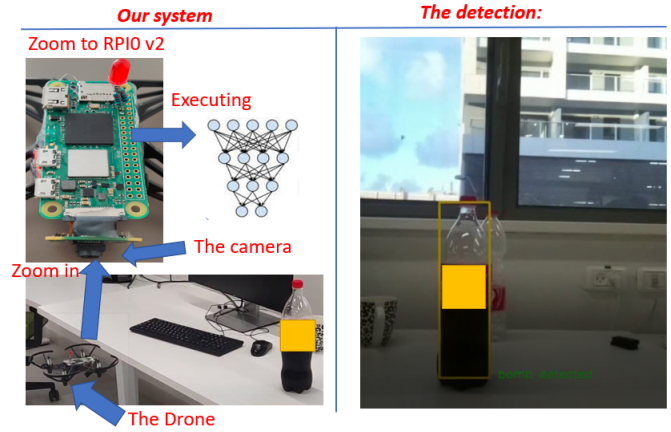 Our system
The detection:
Zoom to RPI0 v2
Executing
The camera
Zoom in
The Drone